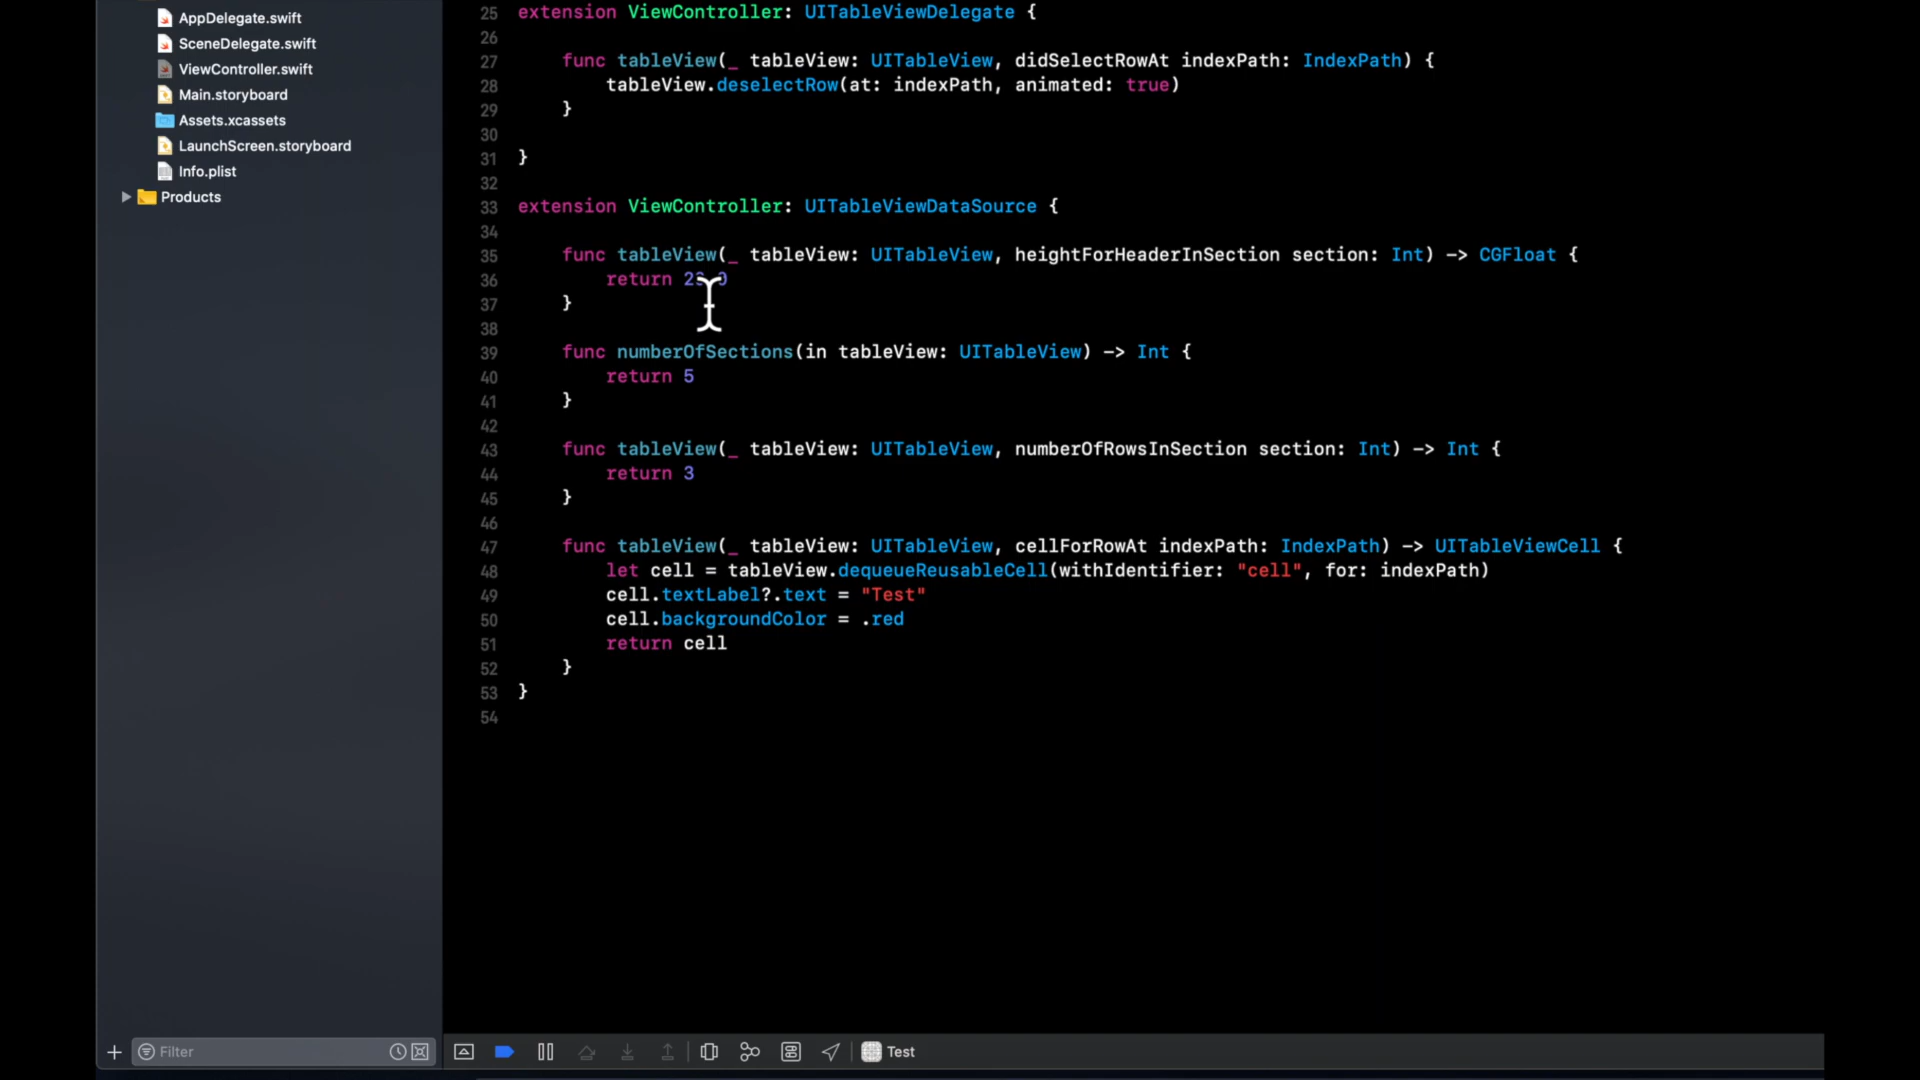 AppDelegate.swift
SceneDelegate.swift
ViewController.swift
Main.storyboard
Assets.xcassets
LaunchScreen.storyboard
Info.plist
Products
Filter
25 extension ViewController: UITableViewDelegate {
26
27 func tableView(_ tableView: UITableView, didSelectRowAt indexPath: IndexPath) {
28 tableView.deselectRow(at: indexPath, animated: true)
29 }
30
31 }
32
33 extension ViewController: UITableViewDataSource {
34
35 func tableView(_ tableView: UITableView, heightForHeaderInSection section: Int) -> CGFloat {
36 return
37 }
38
39 func numberOfSections(in tableView: UITableView) -> Int {
40 return 5
41 }
42
43 func tableView(_ tableView: UITableView, numberOfRowsInSection section: Int) -> Int {
44 return 3
45 }
46
47 func tableView(_ tableView: UITableView, cellForRowAt indexPath: IndexPath) -> UITableViewCell {
48 let cell = tableView.dequeueReusableCell(withIdentifier: "cell", for: indexPath)
49 cell.textLabel?.text = "Test"
50 cell.backgroundColor = .red
51 return cell
52 }
53 }
54
Test